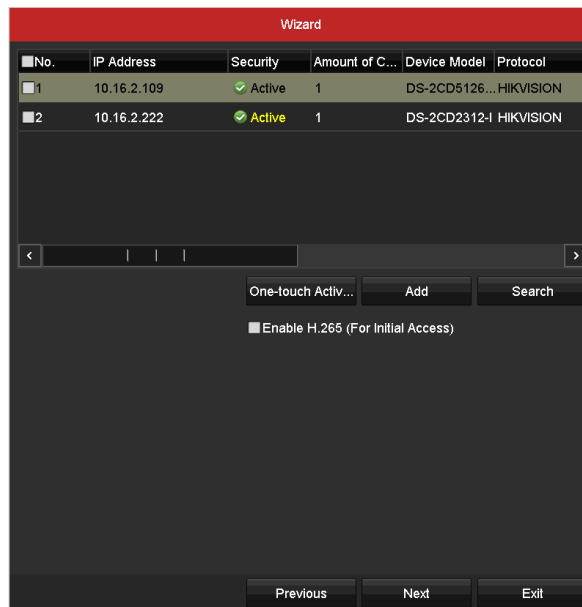 Wizard
No. IP Address Security Amount of C... Device Model Protocol
1 10.16.2.109 Active 1 DS-2CD5126... HIKVISION
2 10.16.2.222 Active 1 DS-2CD2312-I HIKVISION
One-touch Activ... Add Search
Enable H.265 (For Initial Access)
Previous Next Exit